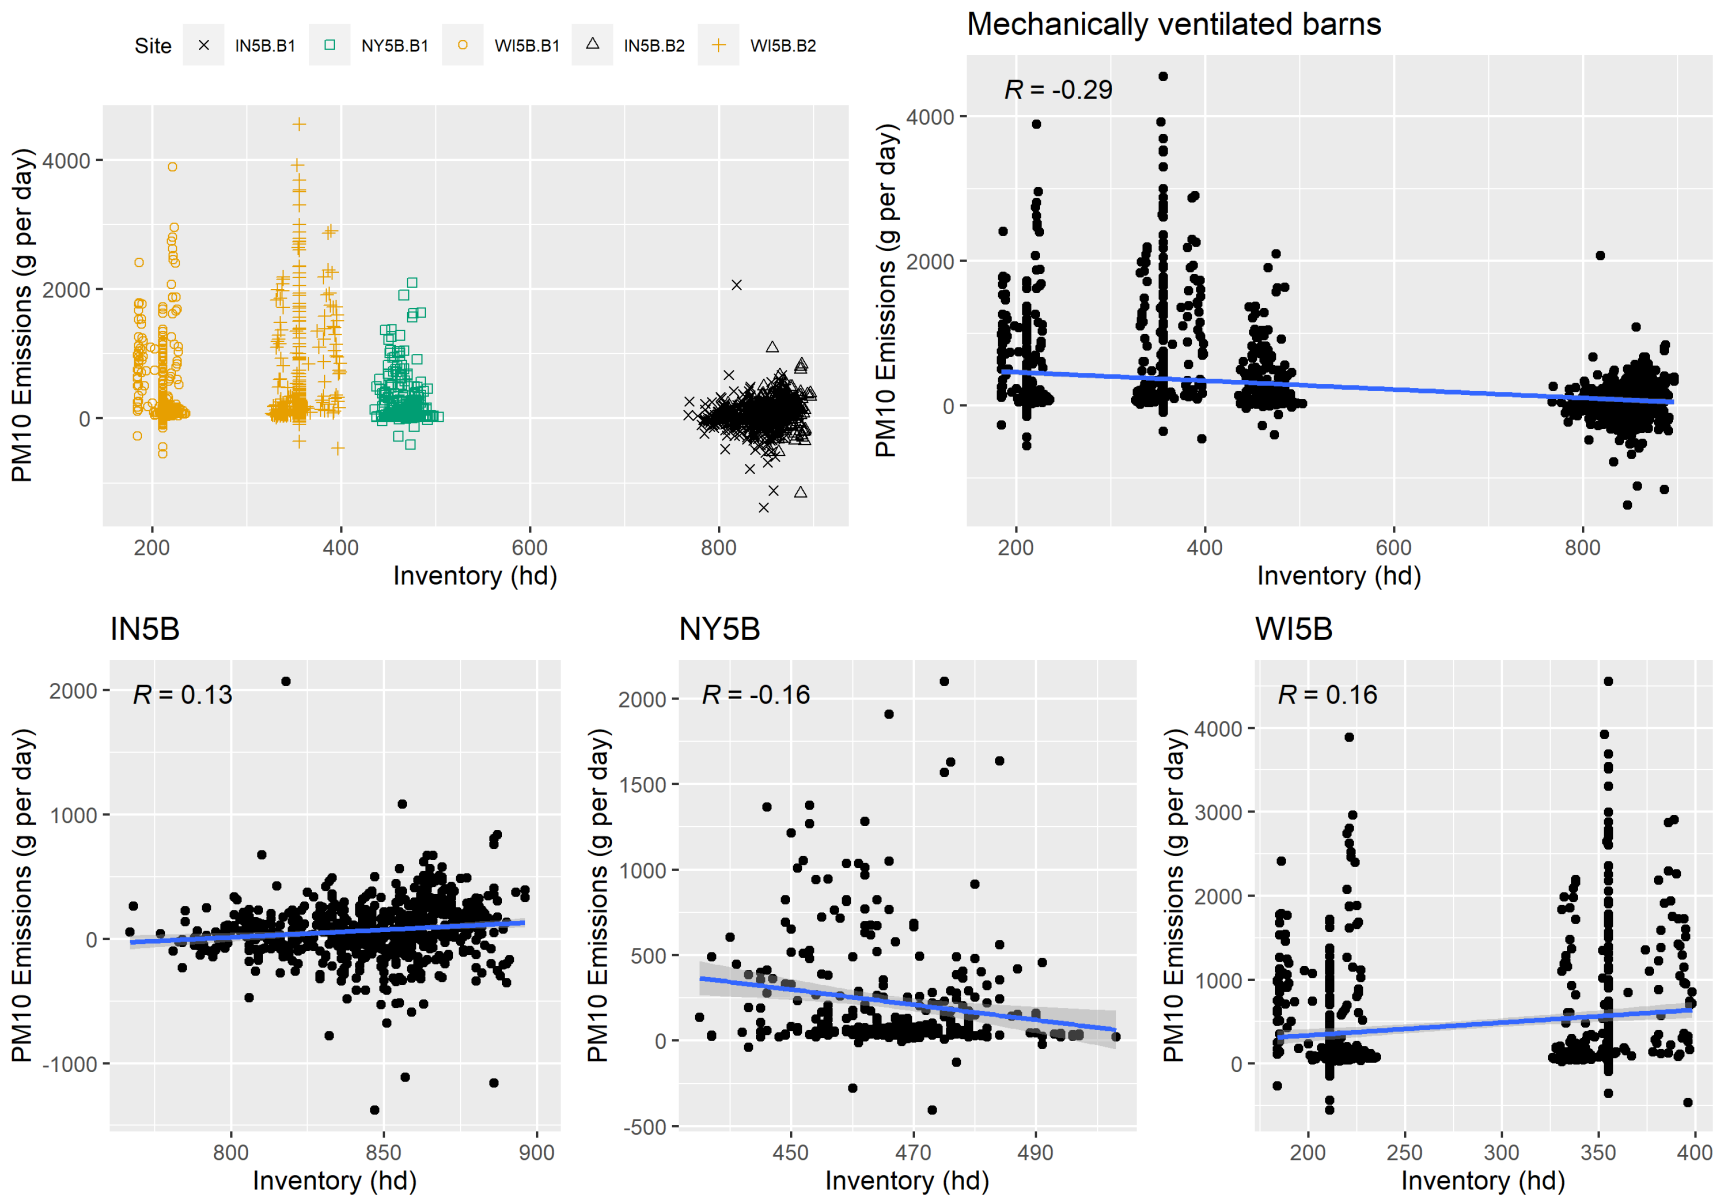 Site IN5B.B1 NY5B.B1 WI5B.B1 IN5B.B2 WI5B.B2
PM10 Emissions (g per day)
4000
2000
0
200 400 600 800
Inventory (hd)
Mechanically ventilated barns
R = -0.29
PM10 Emissions (g per day)
4000
2000
0
200 400 600 800
Inventory (hd)
IN5B
R = 0.13
PM10 Emissions (g per day)
2000
1000
0
-1000
800 850 900
Inventory (hd)
NY5B
R = -0.16
PM10 Emissions (g per day)
2000
1500
1000
500
0
-500
450 470 490
Inventory (hd)
WI5B
R = 0.16
PM10 Emissions (g per day)
4000
3000
2000
1000
0
200 250 300 350 400
Inventory (hd)